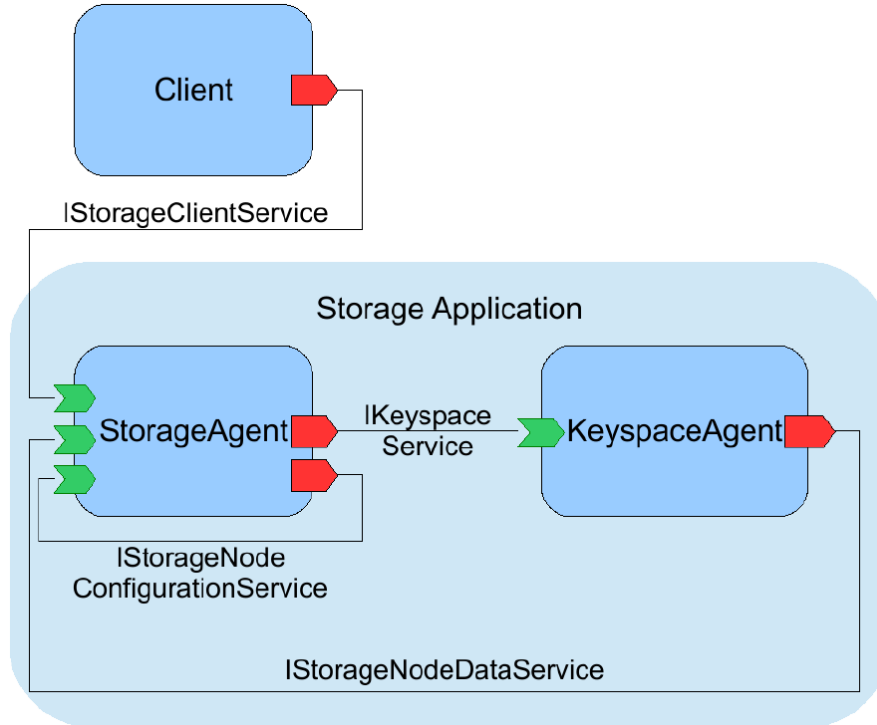 Client
IStorageClientService
Storage Application
StorageAgent
IKeyspace
Service
KeyspaceAgent
IStorageNode
ConfigurationService
IStorageNodeDataService